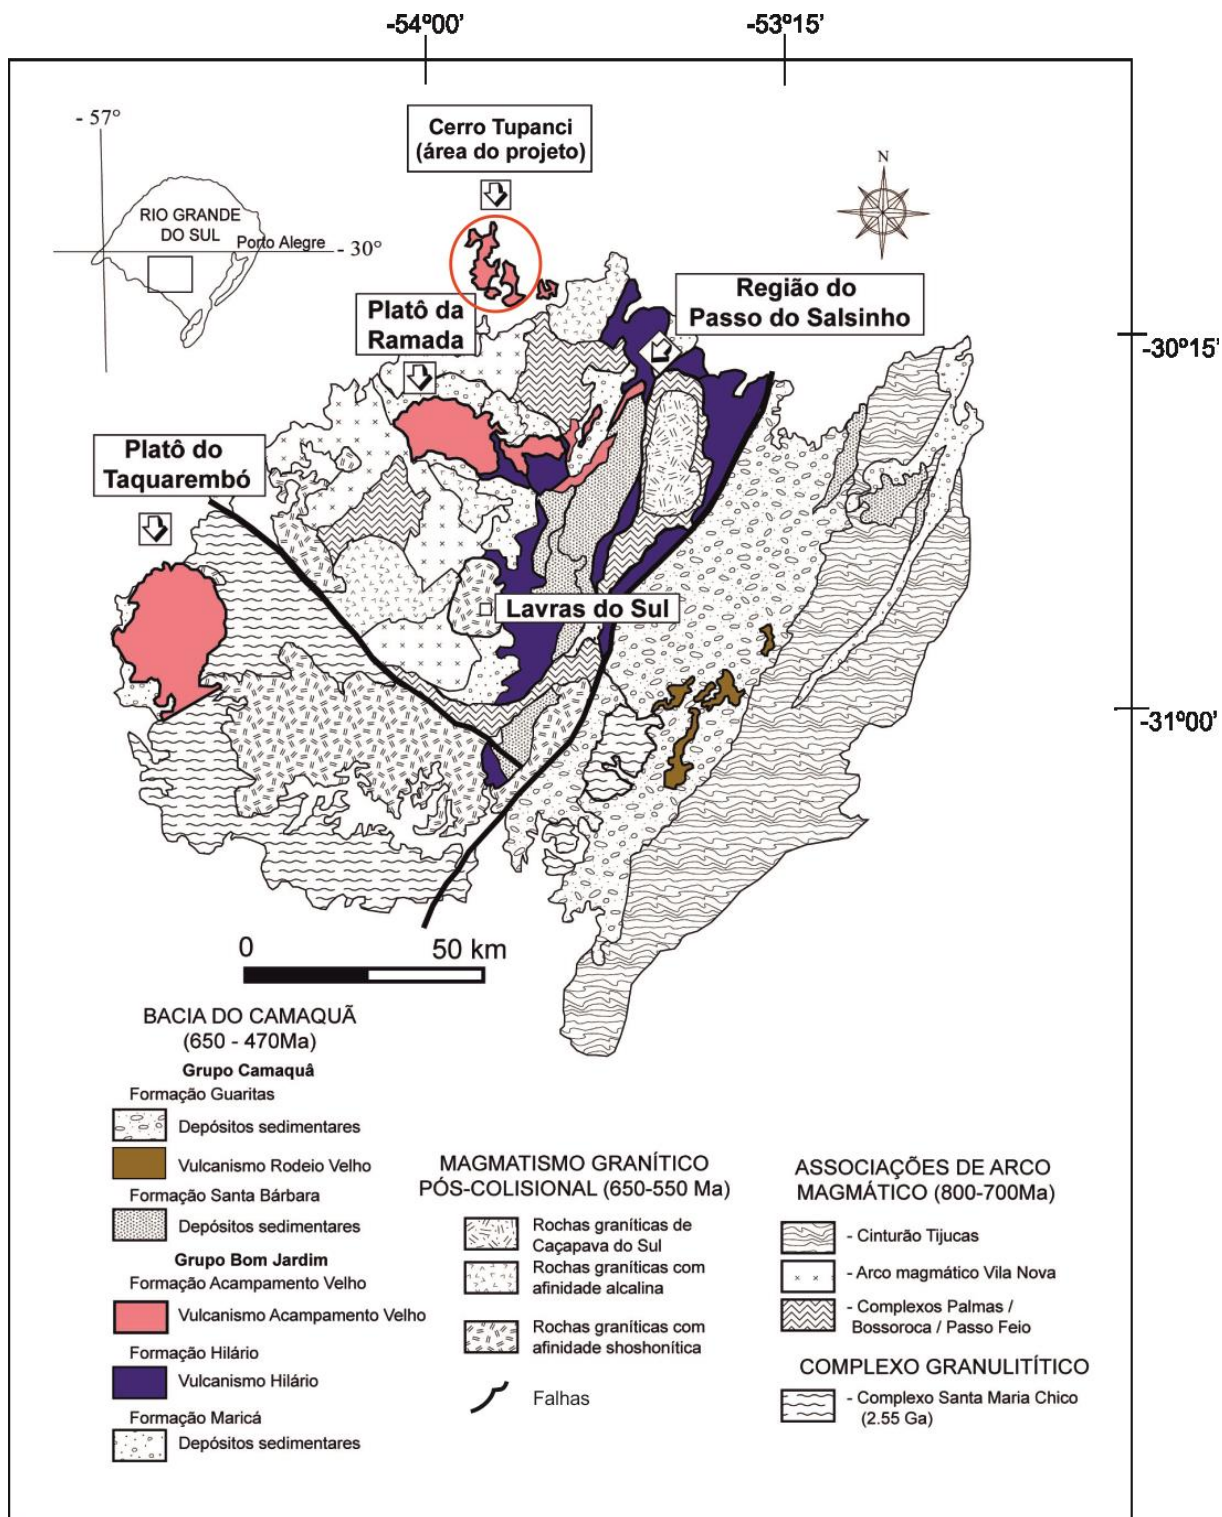 -54º00’
-53º15’
- 57°
Cerro Tupanci
(área do projeto)
N
RIO GRANDE
DO SUL
Porto Alegre
- 30°
Platô da
Ramada
Região do
Passo do Salsinho
-30º15’
Platô do
Taquarembó
Lavras do Sul
-31º00’
0
50 km
BACIA DO CAMAQUÃ
(650 - 470Ma)
Grupo Camaquâ
Formação Guaritas
Depósitos sedimentares
Vulcanismo Rodeio Velho
Formação Santa Bárbara
Depósitos sedimentares
Grupo Bom Jardim
Formação Acampamento Velho
Vulcanismo Acampamento Velho
Formação Hilário
Vulcanismo Hilário
Formação Maricá
Depósitos sedimentares
MAGMATISMO GRANÍTICO
PÓS-COLISIONAL (650-550 Ma)
Rochas graníticas de
Caçapava do Sul
Rochas graníticas com
afinidade alcalina
Rochas graníticas com
afinidade shoshonítica
Falhas
ASSOCIAÇÕES DE ARCO
MAGMÁTICO (800-700Ma)
- Cinturão Tijucas
- Arco magmático Vila Nova
- Complexos Palmas /
Bossoroca / Passo Feio
COMPLEXO GRANULITÍTICO
- Complexo Santa Maria Chico
(2.55 Ga)